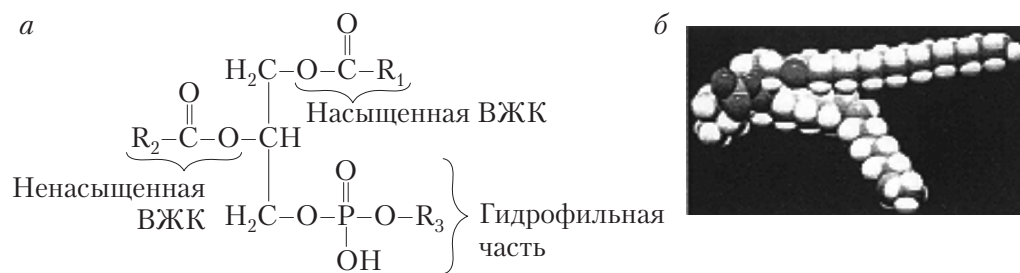 а
б
O
H₂C–O–C–R₁
Насыщенная ВЖК
O
R₂–C–O–CH
Ненасыщенная
ВЖК
O
H₂C–O–P–O–R₃
OH
Гидрофильная
часть